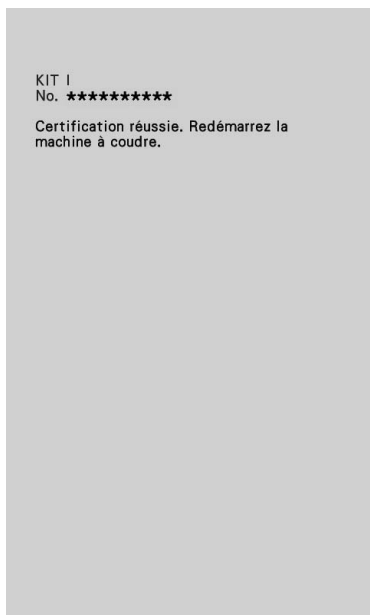 KIT I
No. **********
Certification réussie. Redémarrez la
machine à coudre.